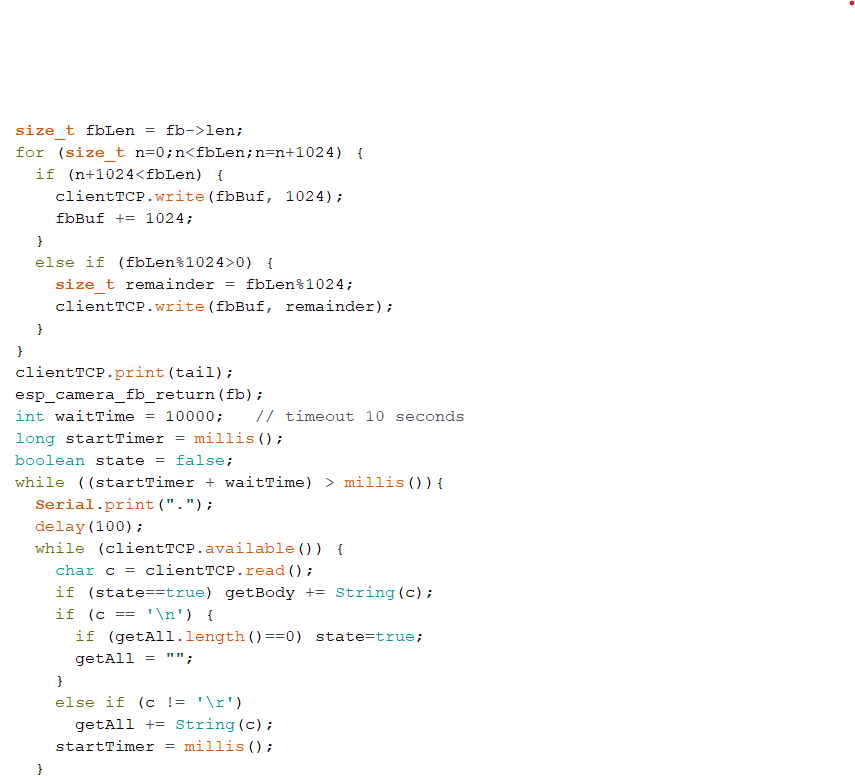 size_t fbLen = fb->len;
for (size_t n=0;n<fbLen;n=n+1024) {
  if (n+1024<fbLen) {
    clientTCP.write(fbBuf, 1024);
    fbBuf += 1024;
  }
  else if (fbLen%1024>0) {
    size_t remainder = fbLen%1024;
    clientTCP.write(fbBuf, remainder);
  }
}
clientTCP.print(tail);
esp_camera_fb_return(fb);
int waitTime = 10000;   // timeout 10 seconds
long startTimer = millis();
boolean state = false;
while ((startTimer + waitTime) > millis()){
  Serial.print(".");
  delay(100);
  while (clientTCP.available()) {
    char c = clientTCP.read();
    if (state==true) getBody += String(c);
    if (c == '\n') {
      if (getAll.length()==0) state=true;
      getAll = "";
    }
    else if (c != '\r')
      getAll += String(c);
    startTimer = millis();
  }